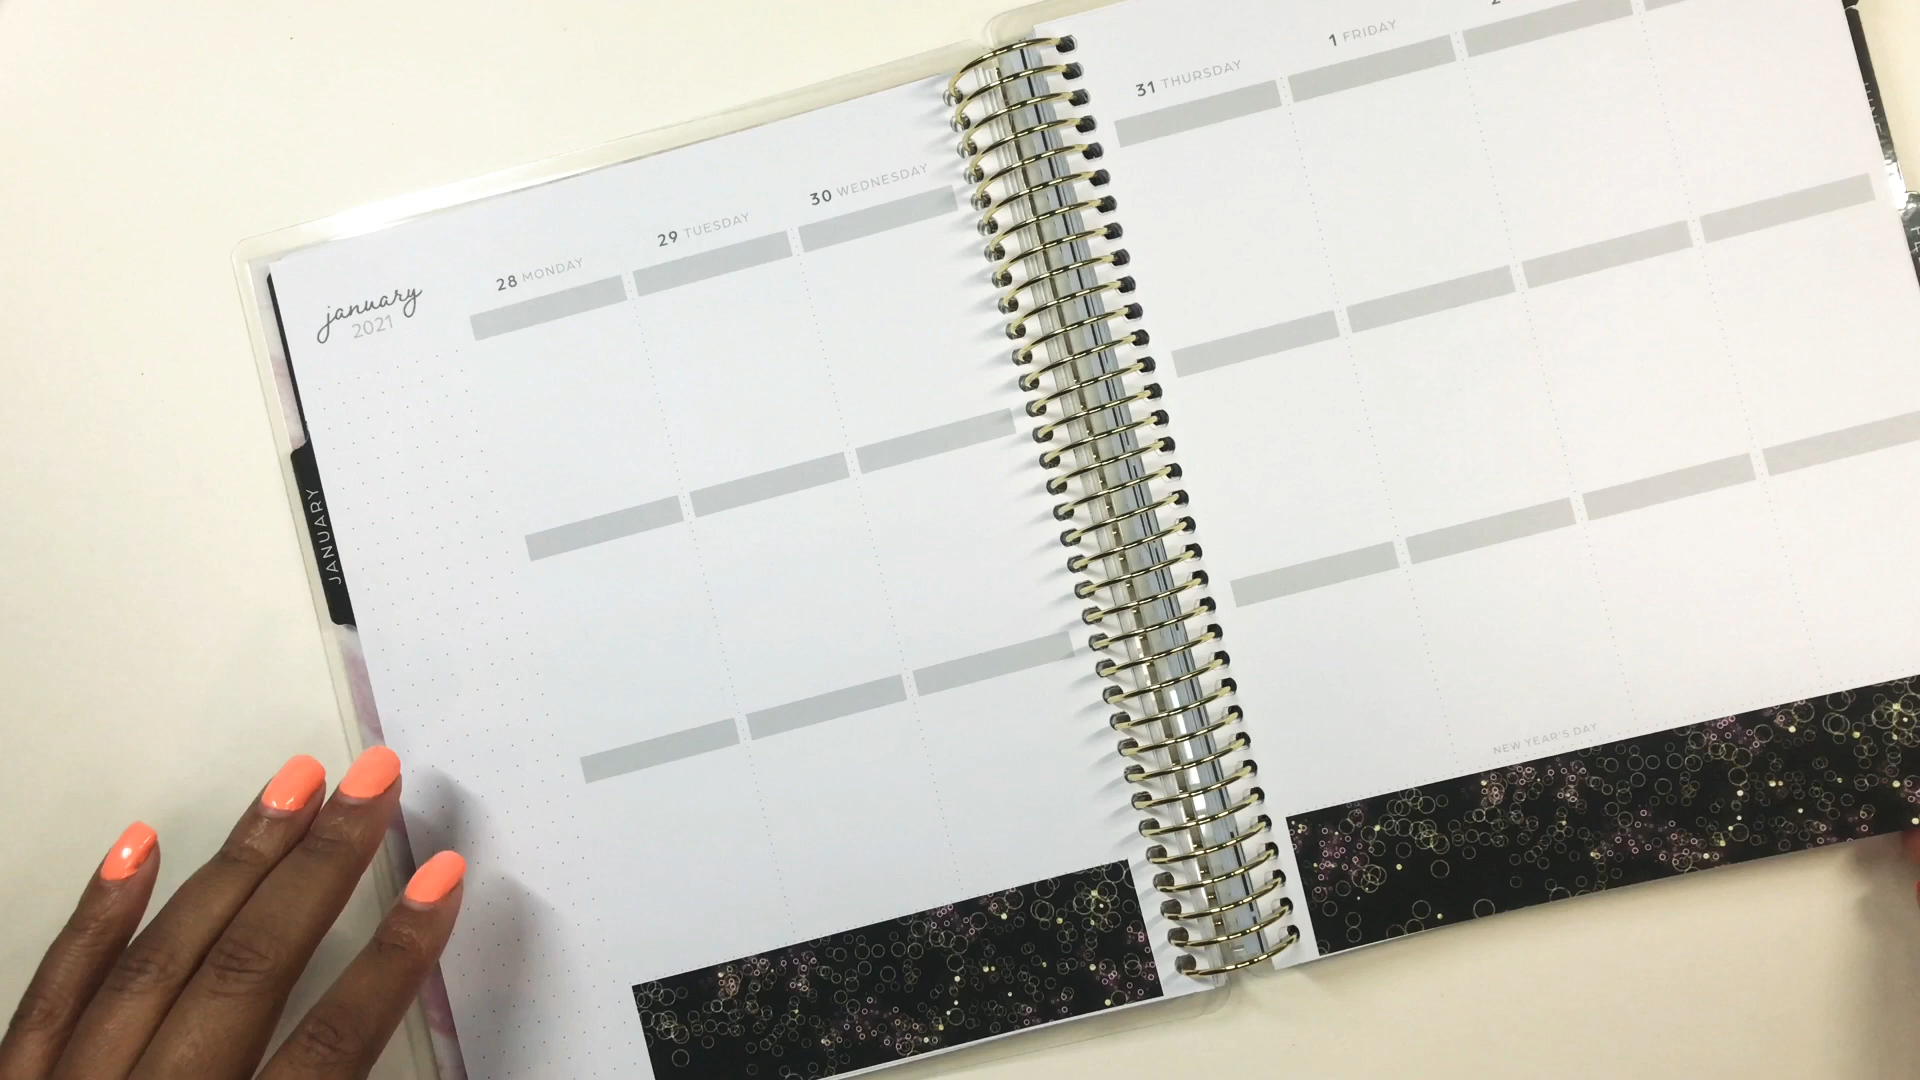 january
2021
28 MONDAY
29 TUESDAY
30 WEDNESDAY
31 THURSDAY
1 FRIDAY
JANUARY
NEW YEAR'S DAY